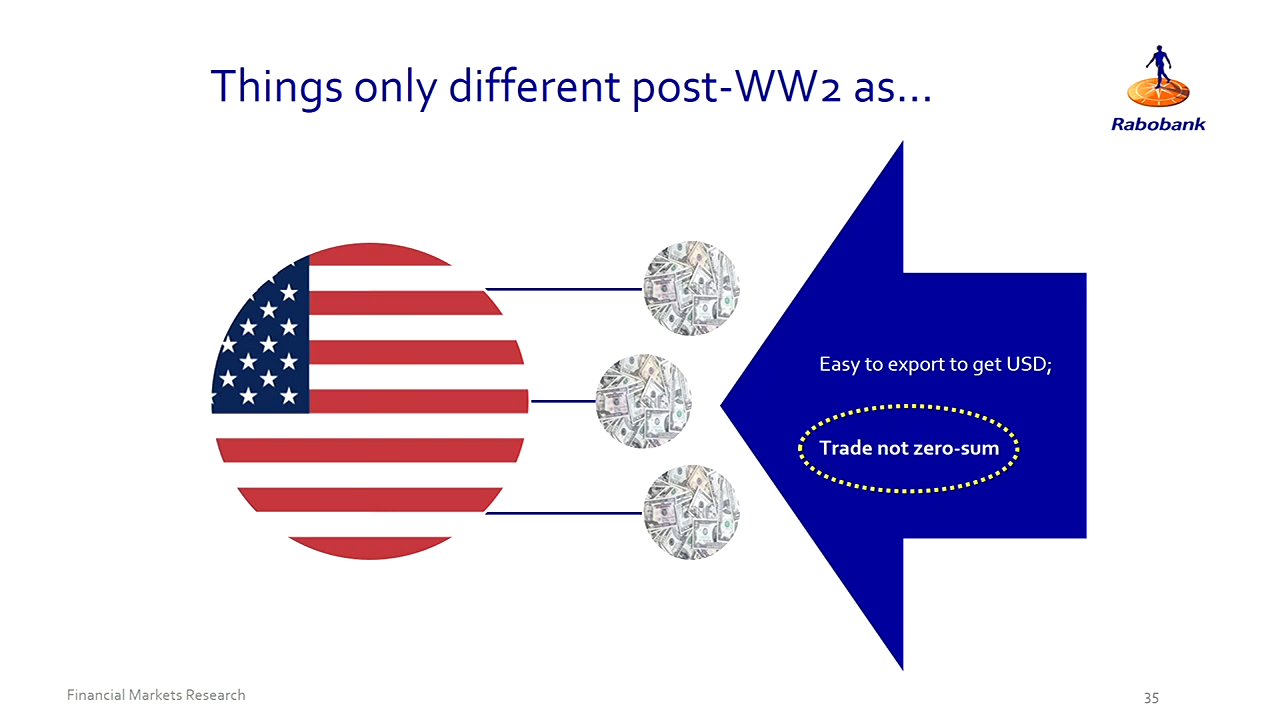 Things only different post-WW2 as...
Rabobank
Easy to export to get USD;
Trade not zero-sum
Financial Markets Research
35